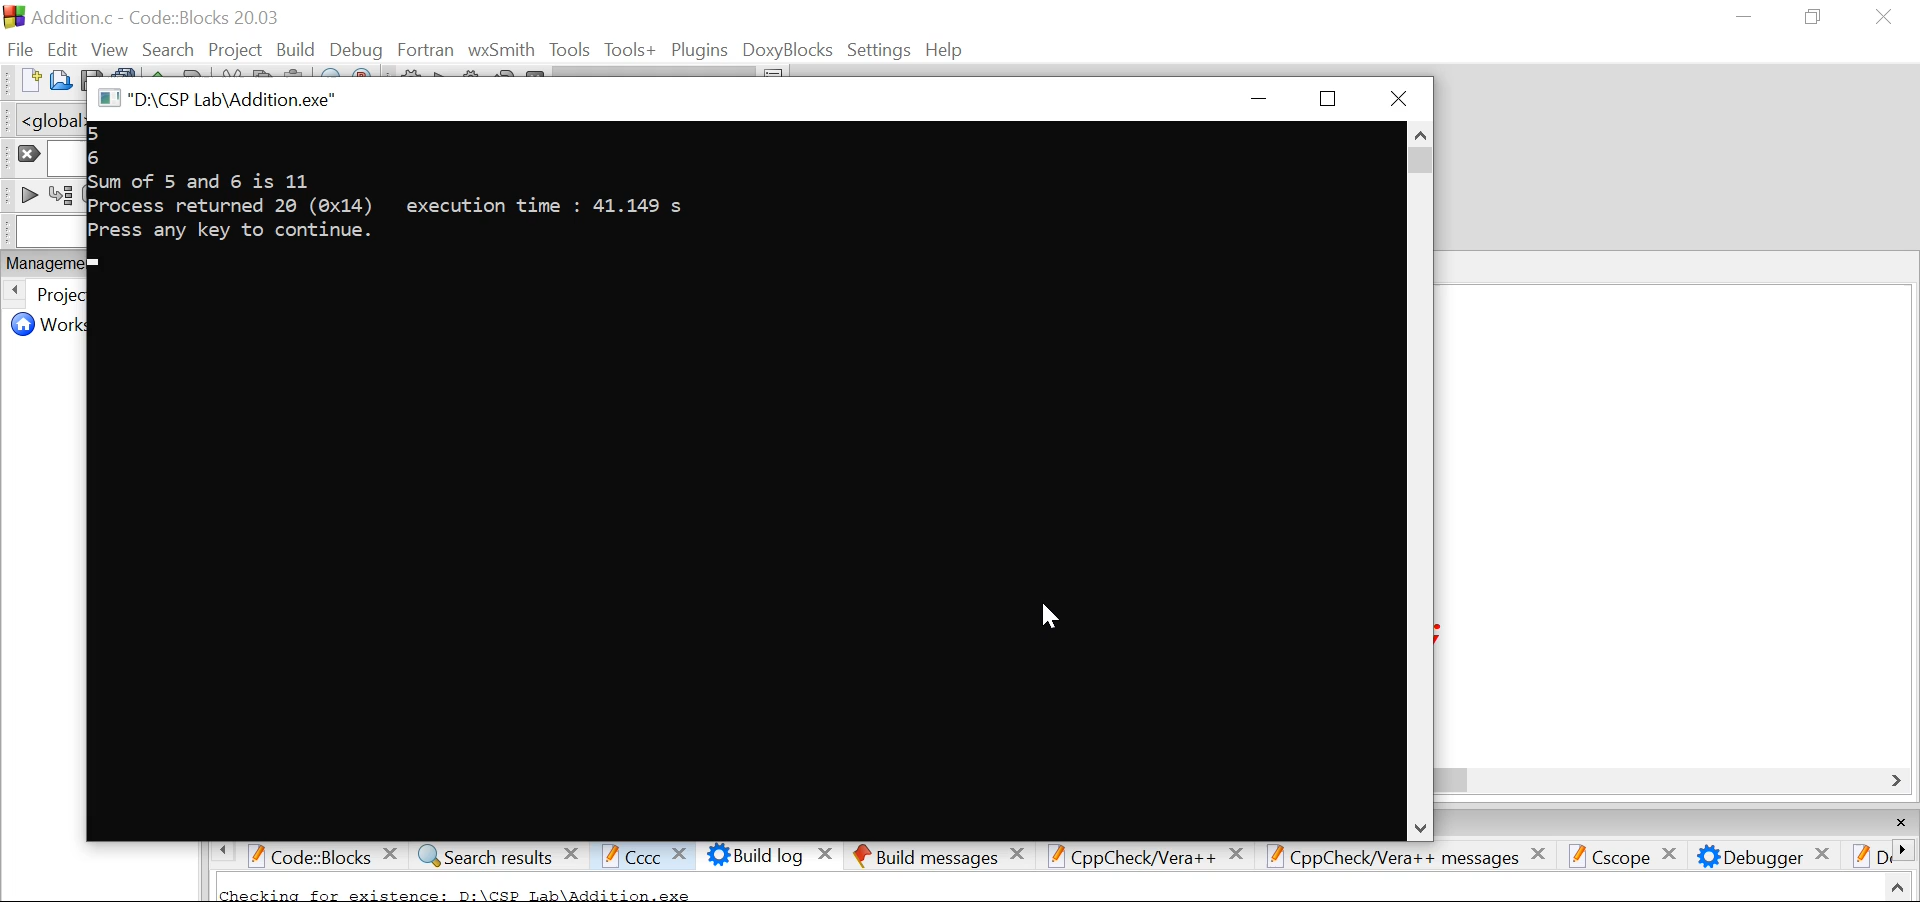 Addition.c - Code::Blocks 20.03
File Edit View Search Project Build Debug Fortran wxSmith Tools Tools+ Plugins DoxyBlocks Settings Help
"D:\CSP Lab\Addition.exe"
<global>
5
6
Sum of 5 and 6 is 11
Process returned 20 (0x14)   execution time : 41.149 s
Press any key to continue.
Code::Blocks Search results Cccc Build log Build messages CppCheck/Vera++ CppCheck/Vera++ messages Cscope Debugger
Checking for existence: D:\CSP Lab\Addition.exe